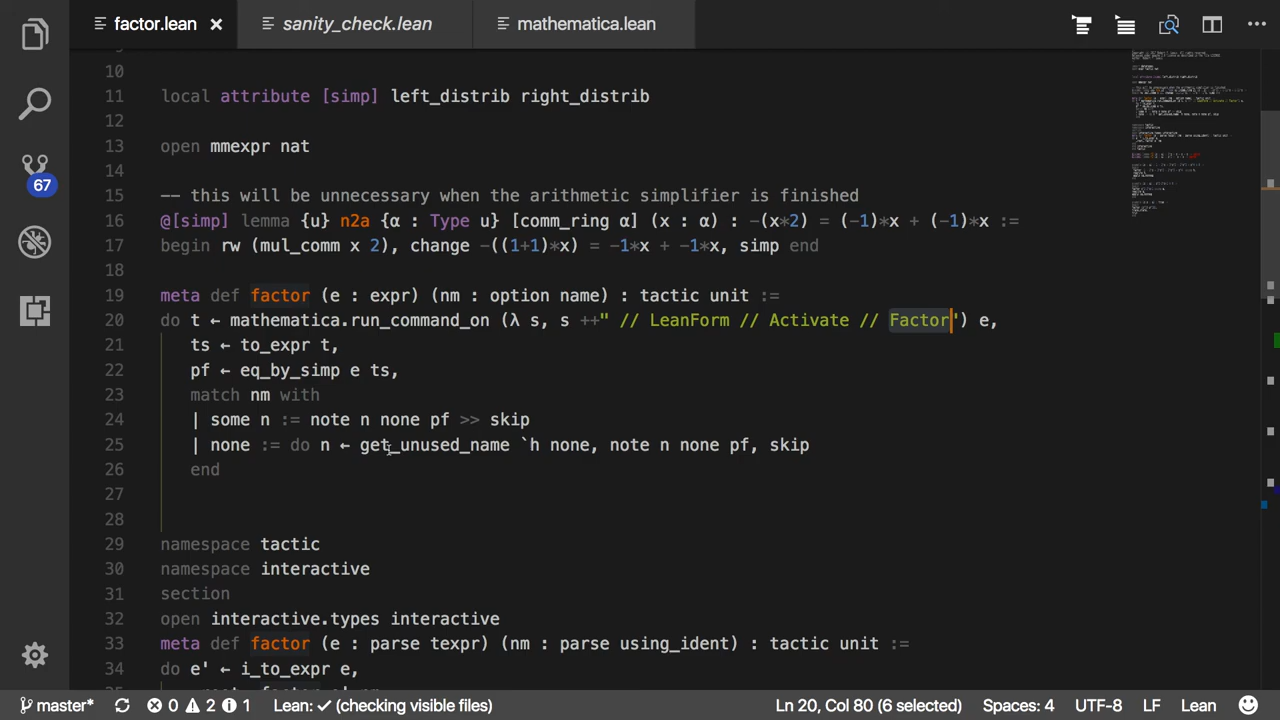 factor.lean
sanity_check.lean
mathematica.lean
10
11 local attribute [simp] left_distrib right_distrib
12
13 open mmexpr nat
14
15 -- this will be unnecessary when the arithmetic simplifier is finished
16 @[simp] lemma {u} n2a {α : Type u} [comm_ring α] (x : α) : -(x*2) = (-1)*x + (-1)*x :=
17 begin rw (mul_comm x 2), change -((1+1)*x) = -1*x + -1*x, simp end
18
19 meta def factor (e : expr) (nm : option name) : tactic unit :=
20 do t ← mathematica.run_command_on (λ s, s ++" // LeanForm // Activate // Factor") e,
21 ts ← to_expr t,
22 pf ← eq_by_simp e ts,
23 match nm with
24 | some n := note n none pf >> skip
25 | none := do n ← get_unused_name `h none, note n none pf, skip
26 end
27
28
29 namespace tactic
30 namespace interactive
31 section
32 open interactive.types interactive
33 meta def factor (e : parse texpr) (nm : parse using_ident) : tactic unit :=
34 do e' ← i_to_expr e,
67
master* 0 2 1 Lean: ✓ (checking visible files) Ln 20, Col 80 (6 selected) Spaces: 4 UTF-8 LF Lean